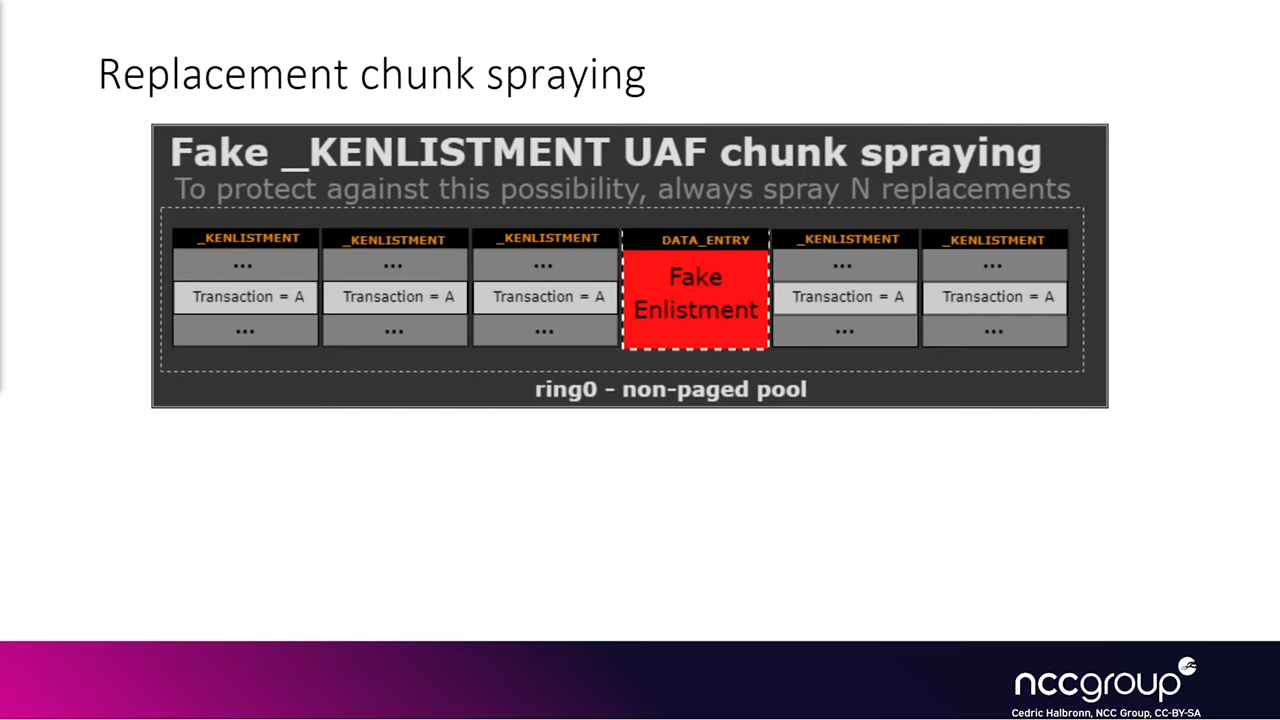 Replacement chunk spraying
Fake _KENLISTMENT UAF chunk spraying
To protect against this possibility, always spray N replacements
_KENLISTMENT _KENLISTMENT _KENLISTMENT DATA_ENTRY _KENLISTMENT _KENLISTMENT
... ... ... Fake ... ...
Transaction = A Transaction = A Transaction = A Enlistment Transaction = A Transaction = A
... ... ... ... ...
ring0 - non-paged pool
nccgroup
Cedric Halbronn, NCC Group, CC-BY-SA